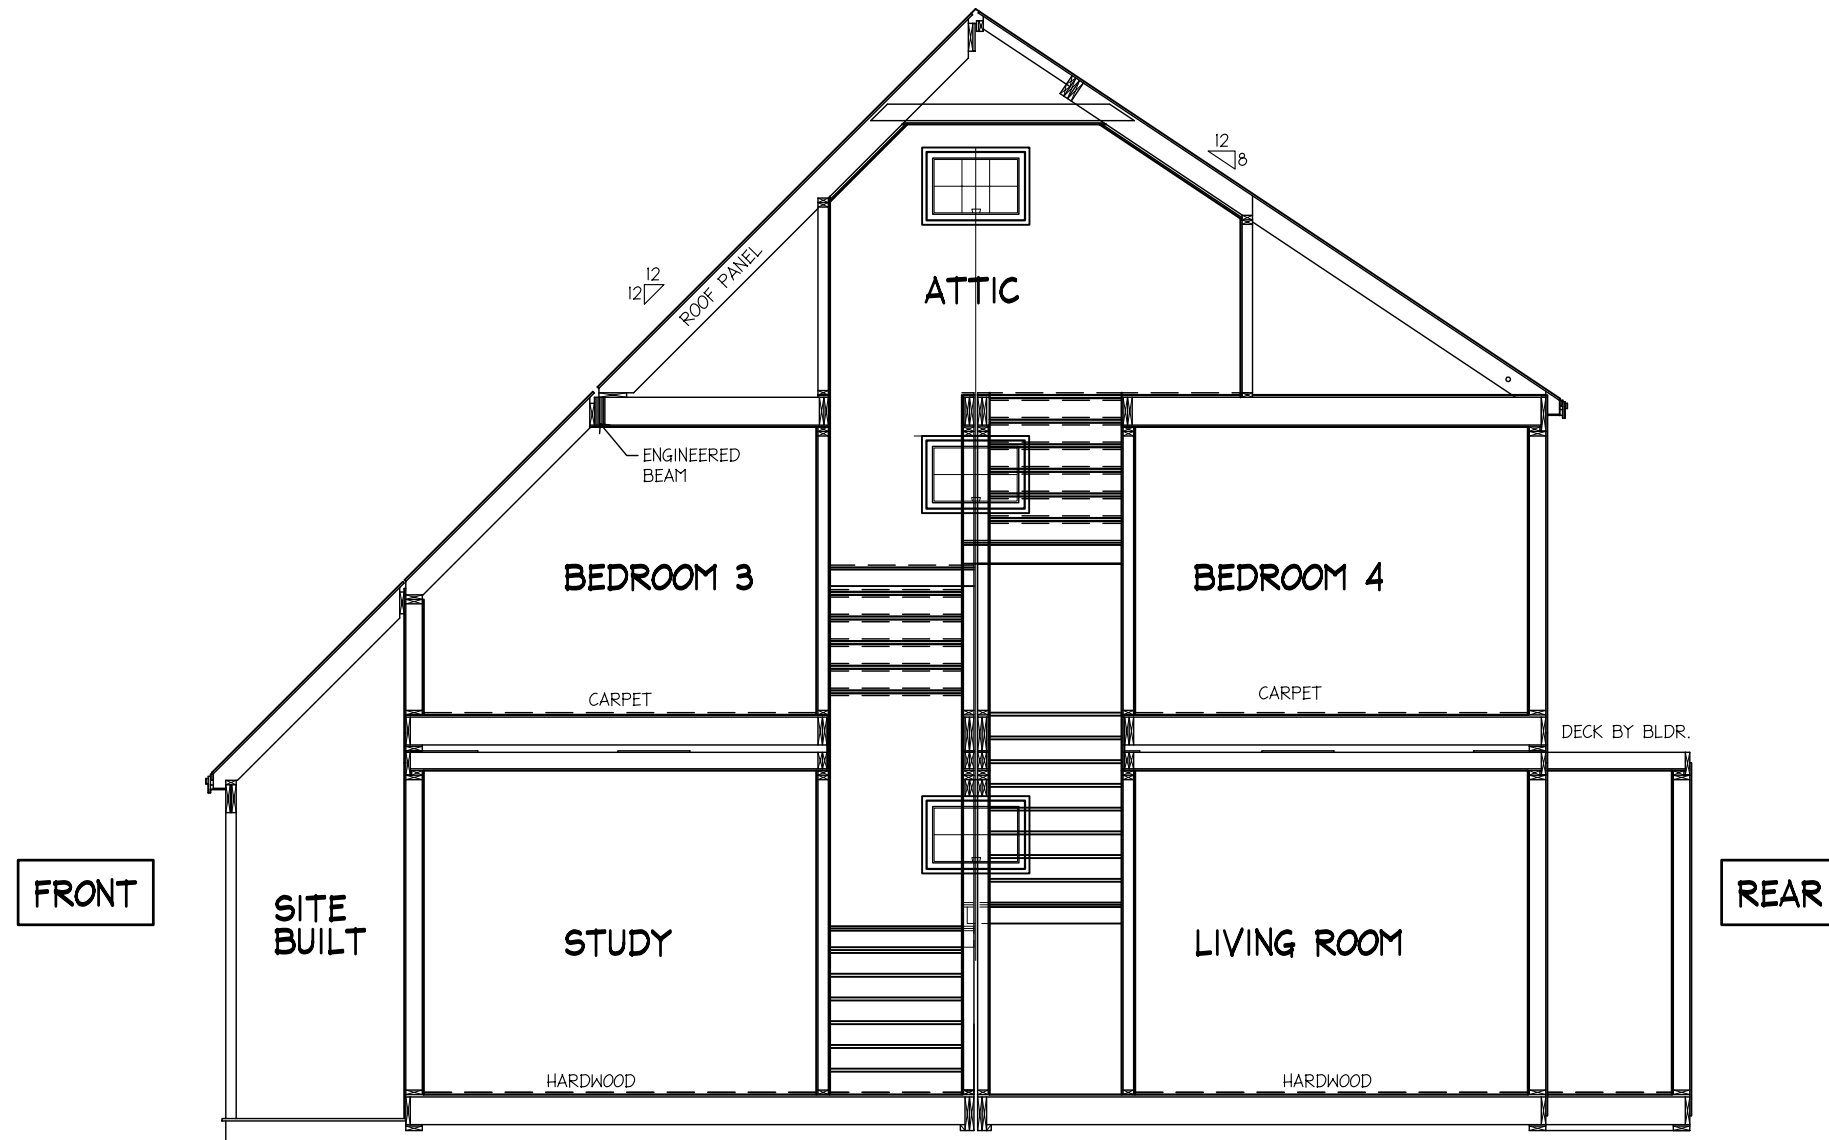 12
8
12
12
ROOF PANEL
ATTIC
ENGINEERED
BEAM
BEDROOM 3
BEDROOM 4
CARPET
CARPET
DECK BY BLDR.
FRONT
REAR
SITE
BUILT
STUDY
LIVING ROOM
HARDWOOD
HARDWOOD